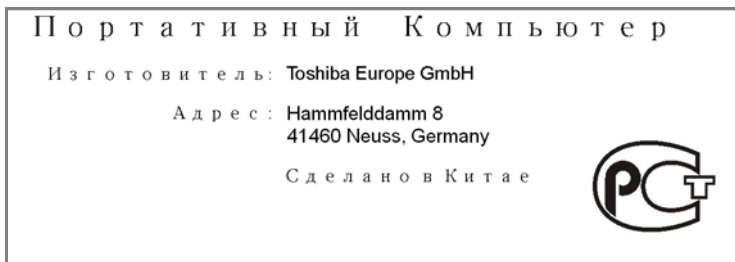 Портативный Компьютер
Изготовитель: Toshiba Europe GmbH
Адрес: Hammfelddamm 8
41460 Neuss, Germany
Сделано в Китае
РСТ